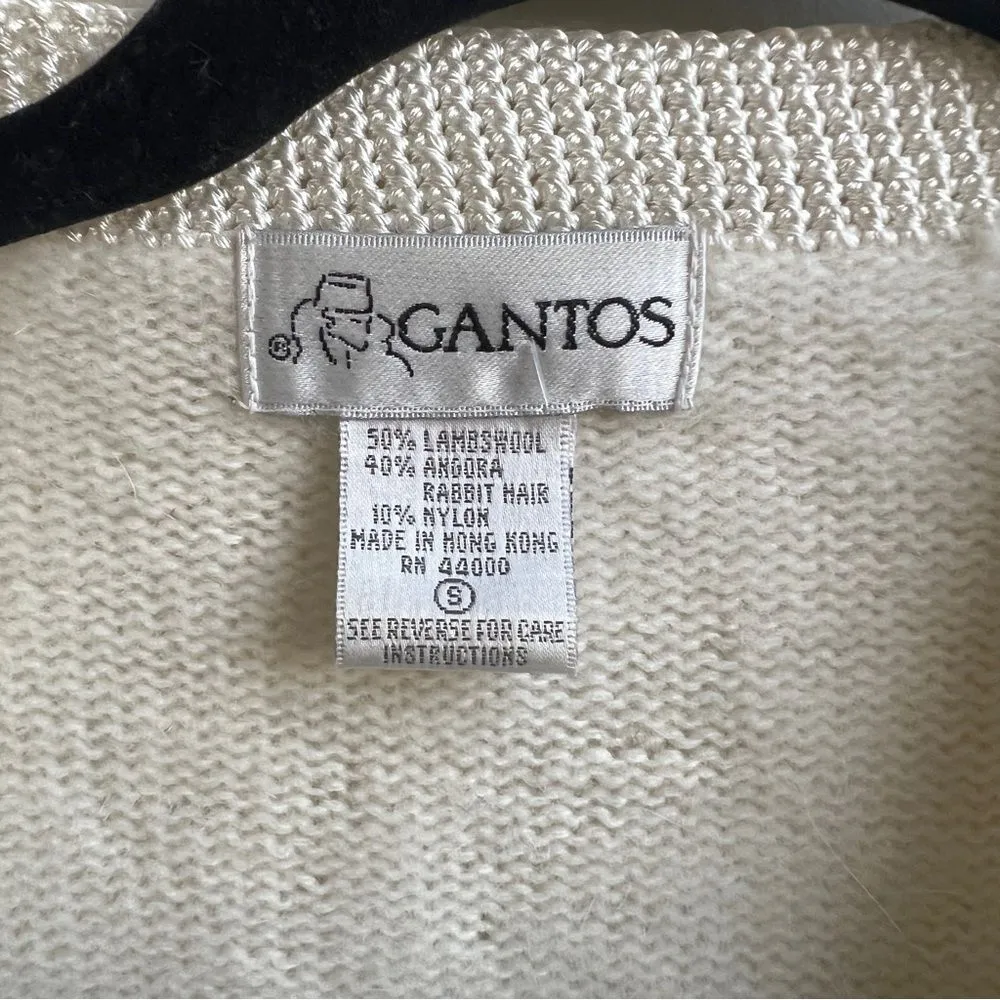 ® GANTOS
50% LAMBSWOOL
40% ANGORA
RABBIT HAIR
10% NYLON
MADE IN HONG KONG
RN 44000
S
SEE REVERSE FOR CARE
INSTRUCTIONS